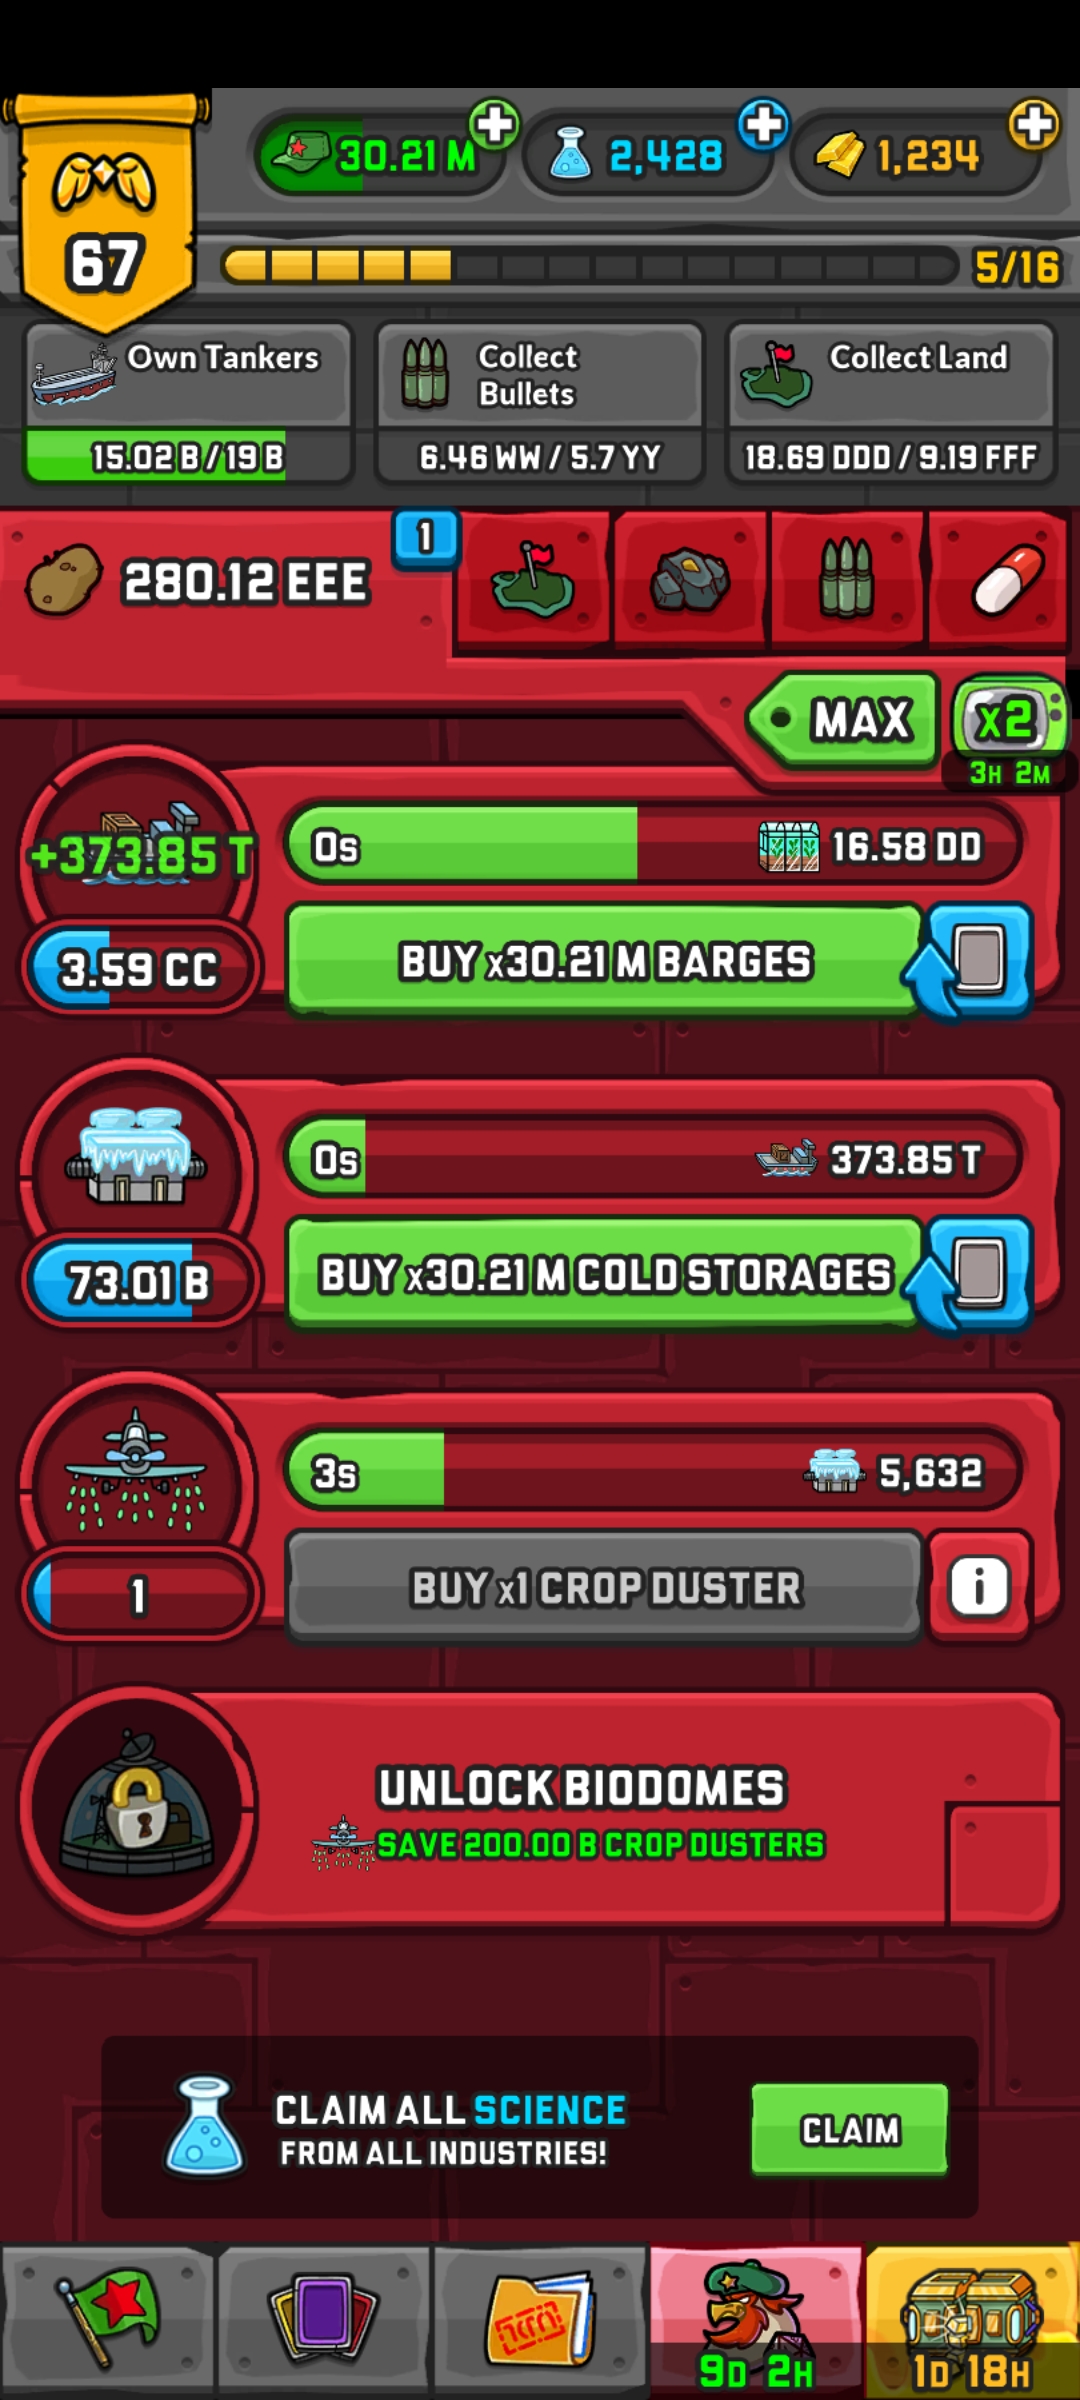 67
30.21 M
2,428
1,234
5/16
Own Tankers
15.02 B / 19 B
Collect
Bullets
6.46 WW / 5.7 YY
Collect Land
18.69 DDD / 9.19 FFF
280.12 EEE
1
MAX
x2
3H 2M
+373.85 T
0s
16.58 DD
3.59 CC
BUY x30.21 M BARGES
0s
373.85 T
73.01 B
BUY x30.21 M COLD STORAGES
3s
5,632
1
BUY x1 CROP DUSTER
i
UNLOCK BIODOMES
SAVE 200.00 B CROP DUSTERS
CLAIM ALL SCIENCE
FROM ALL INDUSTRIES!
CLAIM
9D 2H
1D 18H